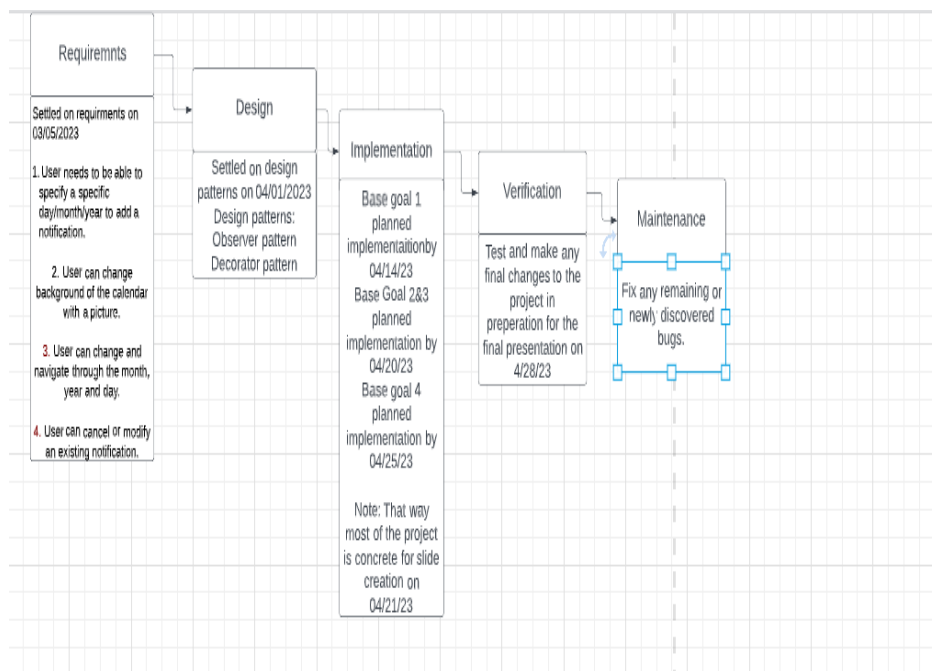 Requiremnts
Settled on requirments on
03/05/2023
1. User needs to be able to
specify a specific
day/month/year to add a
notification.
2. User can change
background of the calendar
with a picture.
3. User can change and
navigate through the month,
year and day.
4. User can cancel or modify
an existing notification.
Design
Settled on design
patterns on 04/01/2023
Design patterns:
Observer pattern
Decorator pattern
Implementation
Base goal 1
planned
implementaitionby
04/14/23
Base Goal 2&3
planned
implementation by
04/20/23
Base goal 4
planned
implementation by
04/25/23
Note: That way
most of the project
is concrete for slide
creation on
04/21/23
Verification
Test and make any
final changes to the
project in
preperation for the
final presentation on
4/28/23
Maintenance
Fix any remaining or
newly discovered
bugs.